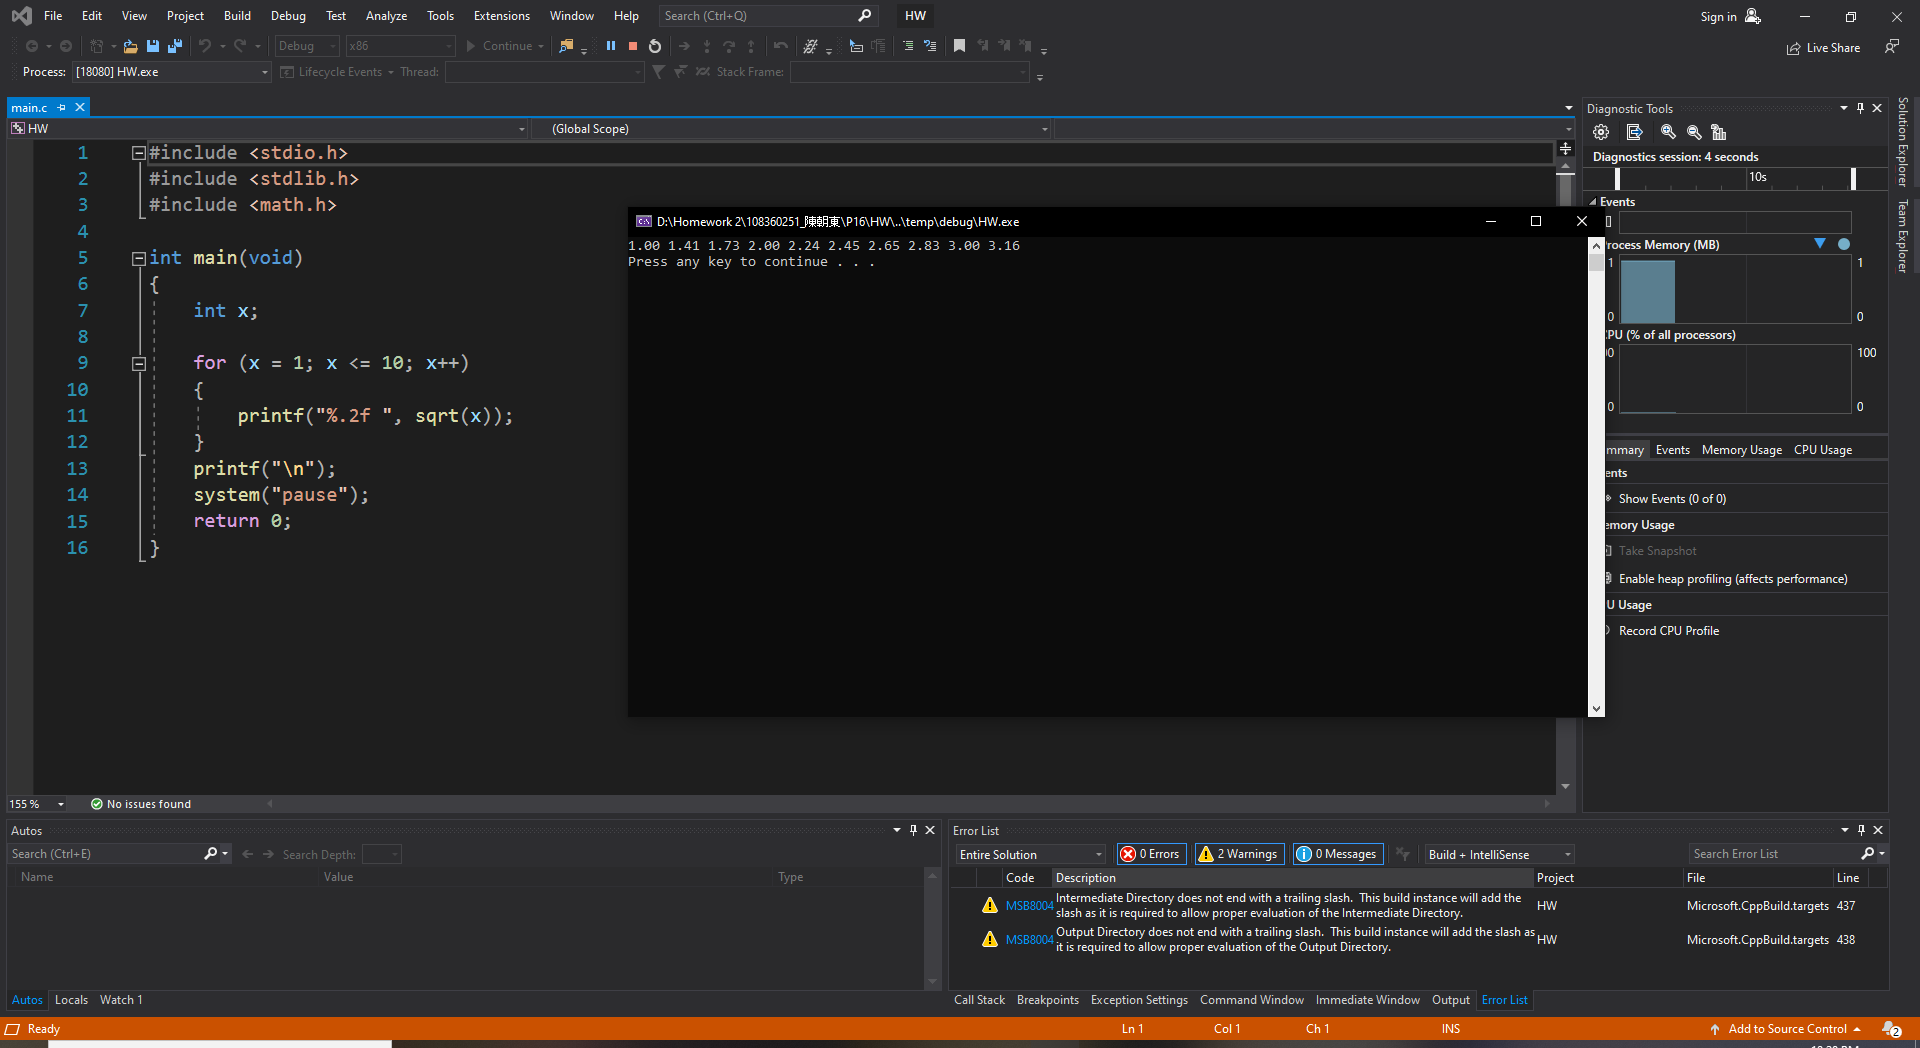 File Edit View Project Build Debug Test Analyze Tools Extensions Window Help Search (Ctrl+Q) HW Sign in
Debug x86 Continue Live Share
Process: [18080] HW.exe Lifecycle Events Thread: Stack Frame:
main.c
HW (Global Scope)
1 #include <stdio.h>
2 #include <stdlib.h>
3 #include <math.h>
4
5 int main(void)
6 {
7 int x;
8
9 for (x = 1; x <= 10; x++)
10 {
11 printf("%.2f ", sqrt(x));
12 }
13 printf("\n");
14 system("pause");
15 return 0;
16 }
155 % No issues found
D:\Homework 2\108360251_陳朝東\P16\HW\..\temp\debug\HW.exe
1.00 1.41 1.73 2.00 2.24 2.45 2.65 2.83 3.00 3.16
Press any key to continue . . .
Diagnostic Tools
Diagnostics session: 4 seconds
10s
Events
rocess Memory (MB)
1 1
0 0
CPU (% of all processors)
00 100
0 0
mmary Events Memory Usage CPU Usage
ents
Show Events (0 of 0)
emory Usage
Take Snapshot
Enable heap profiling (affects performance)
U Usage
Record CPU Profile
Solution Explorer
Team Explorer
Autos
Search (Ctrl+E) Search Depth:
Name Value Type
Autos Locals Watch 1
Error List
Entire Solution 0 Errors 2 Warnings 0 Messages Build + IntelliSense Search Error List
Code Description Project File Line
MSB8004 Intermediate Directory does not end with a trailing slash. This build instance will add the
slash as it is required to allow proper evaluation of the Intermediate Directory. HW Microsoft.CppBuild.targets 437
MSB8004 Output Directory does not end with a trailing slash. This build instance will add the slash as
it is required to allow proper evaluation of the Output Directory. HW Microsoft.CppBuild.targets 438
Call Stack Breakpoints Exception Settings Command Window Immediate Window Output Error List
Ready Ln 1 Col 1 Ch 1 INS Add to Source Control 2